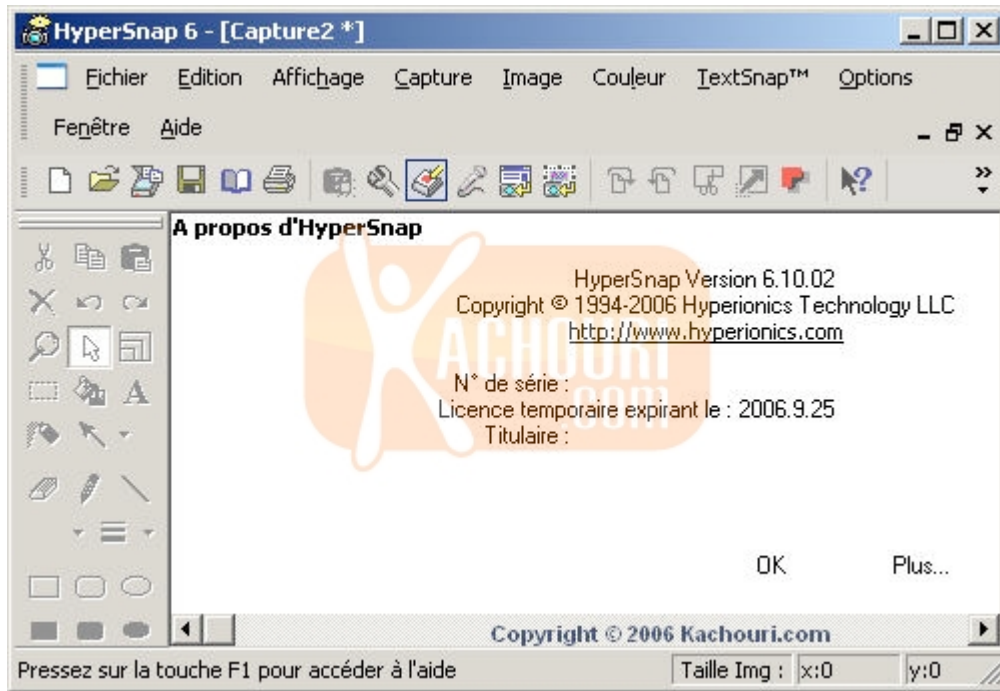 HyperSnap 6 - [Capture2 *]
Fichier Edition Affichage Capture Image Couleur TextSnap™ Options
Fenêtre Aide
A propos d'HyperSnap
HyperSnap Version 6.10.02
Copyright © 1994-2006 Hyperionics Technology LLC
http://www.hyperionics.com
KACHOURI
.com
N° de série :
Licence temporaire expirant le : 2006.9.25
Titulaire :
OK Plus...
Copyright © 2006 Kachouri.com
Pressez sur la touche F1 pour accéder à l'aide Taille Img : x:0 y:0